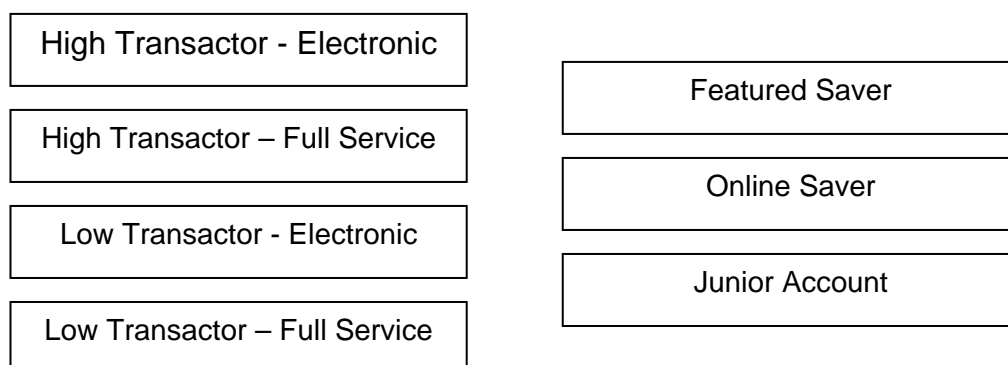 High Transactor - Electronic
High Transactor – Full Service
Low Transactor - Electronic
Low Transactor – Full Service
Featured Saver
Online Saver
Junior Account